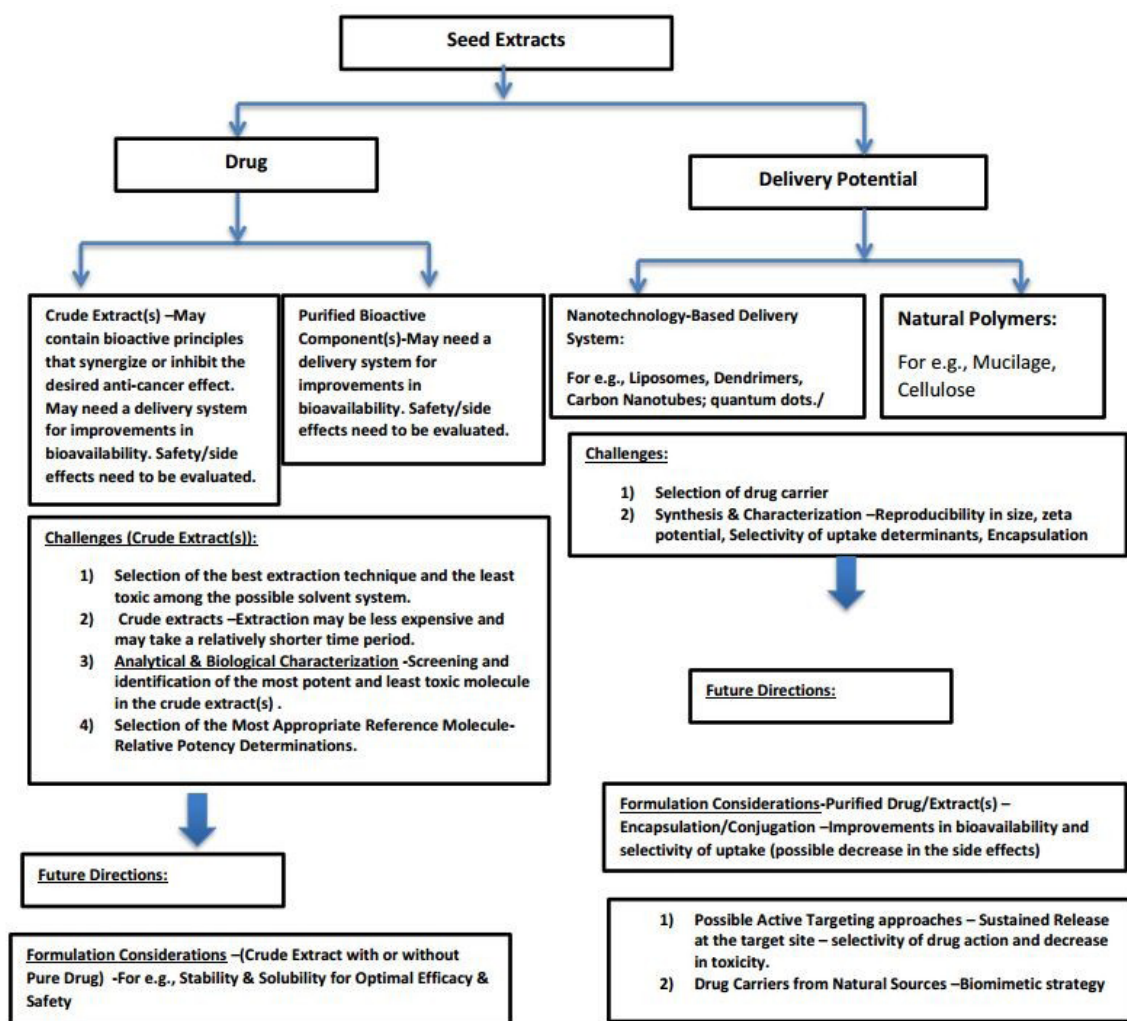 Seed Extracts
Drug
Delivery Potential
Crude Extract(s) –May
contain bioactive principles
that synergize or inhibit the
desired anti-cancer effect.
May need a delivery system
for improvements in
bioavailability. Safety/side
effects need to be evaluated.
Purified Bioactive
Component(s)-May need a
delivery system for
improvements in
bioavailability. Safety/side
effects need to be evaluated.
Nanotechnology-Based Delivery
System:
For e.g., Liposomes, Dendrimers,
Carbon Nanotubes; quantum dots./
Natural Polymers:
For e.g., Mucilage,
Cellulose
Challenges:
1) Selection of drug carrier
2) Synthesis & Characterization –Reproducibility in size, zeta
potential, Selectivity of uptake determinants, Encapsulation
Challenges (Crude Extract(s)):
1) Selection of the best extraction technique and the least
toxic among the possible solvent system.
2) Crude extracts –Extraction may be less expensive and
may take a relatively shorter time period.
3) Analytical & Biological Characterization -Screening and
identification of the most potent and least toxic molecule
in the crude extract(s) .
4) Selection of the Most Appropriate Reference Molecule-
Relative Potency Determinations.
Future Directions:
Formulation Considerations-Purified Drug/Extract(s) –
Encapsulation/Conjugation –Improvements in bioavailability and
selectivity of uptake (possible decrease in the side effects)
Future Directions:
1) Possible Active Targeting approaches – Sustained Release
at the target site – selectivity of drug action and decrease
in toxicity.
2) Drug Carriers from Natural Sources –Biomimetic strategy
Formulation Considerations –(Crude Extract with or without
Pure Drug) -For e.g., Stability & Solubility for Optimal Efficacy &
Safety